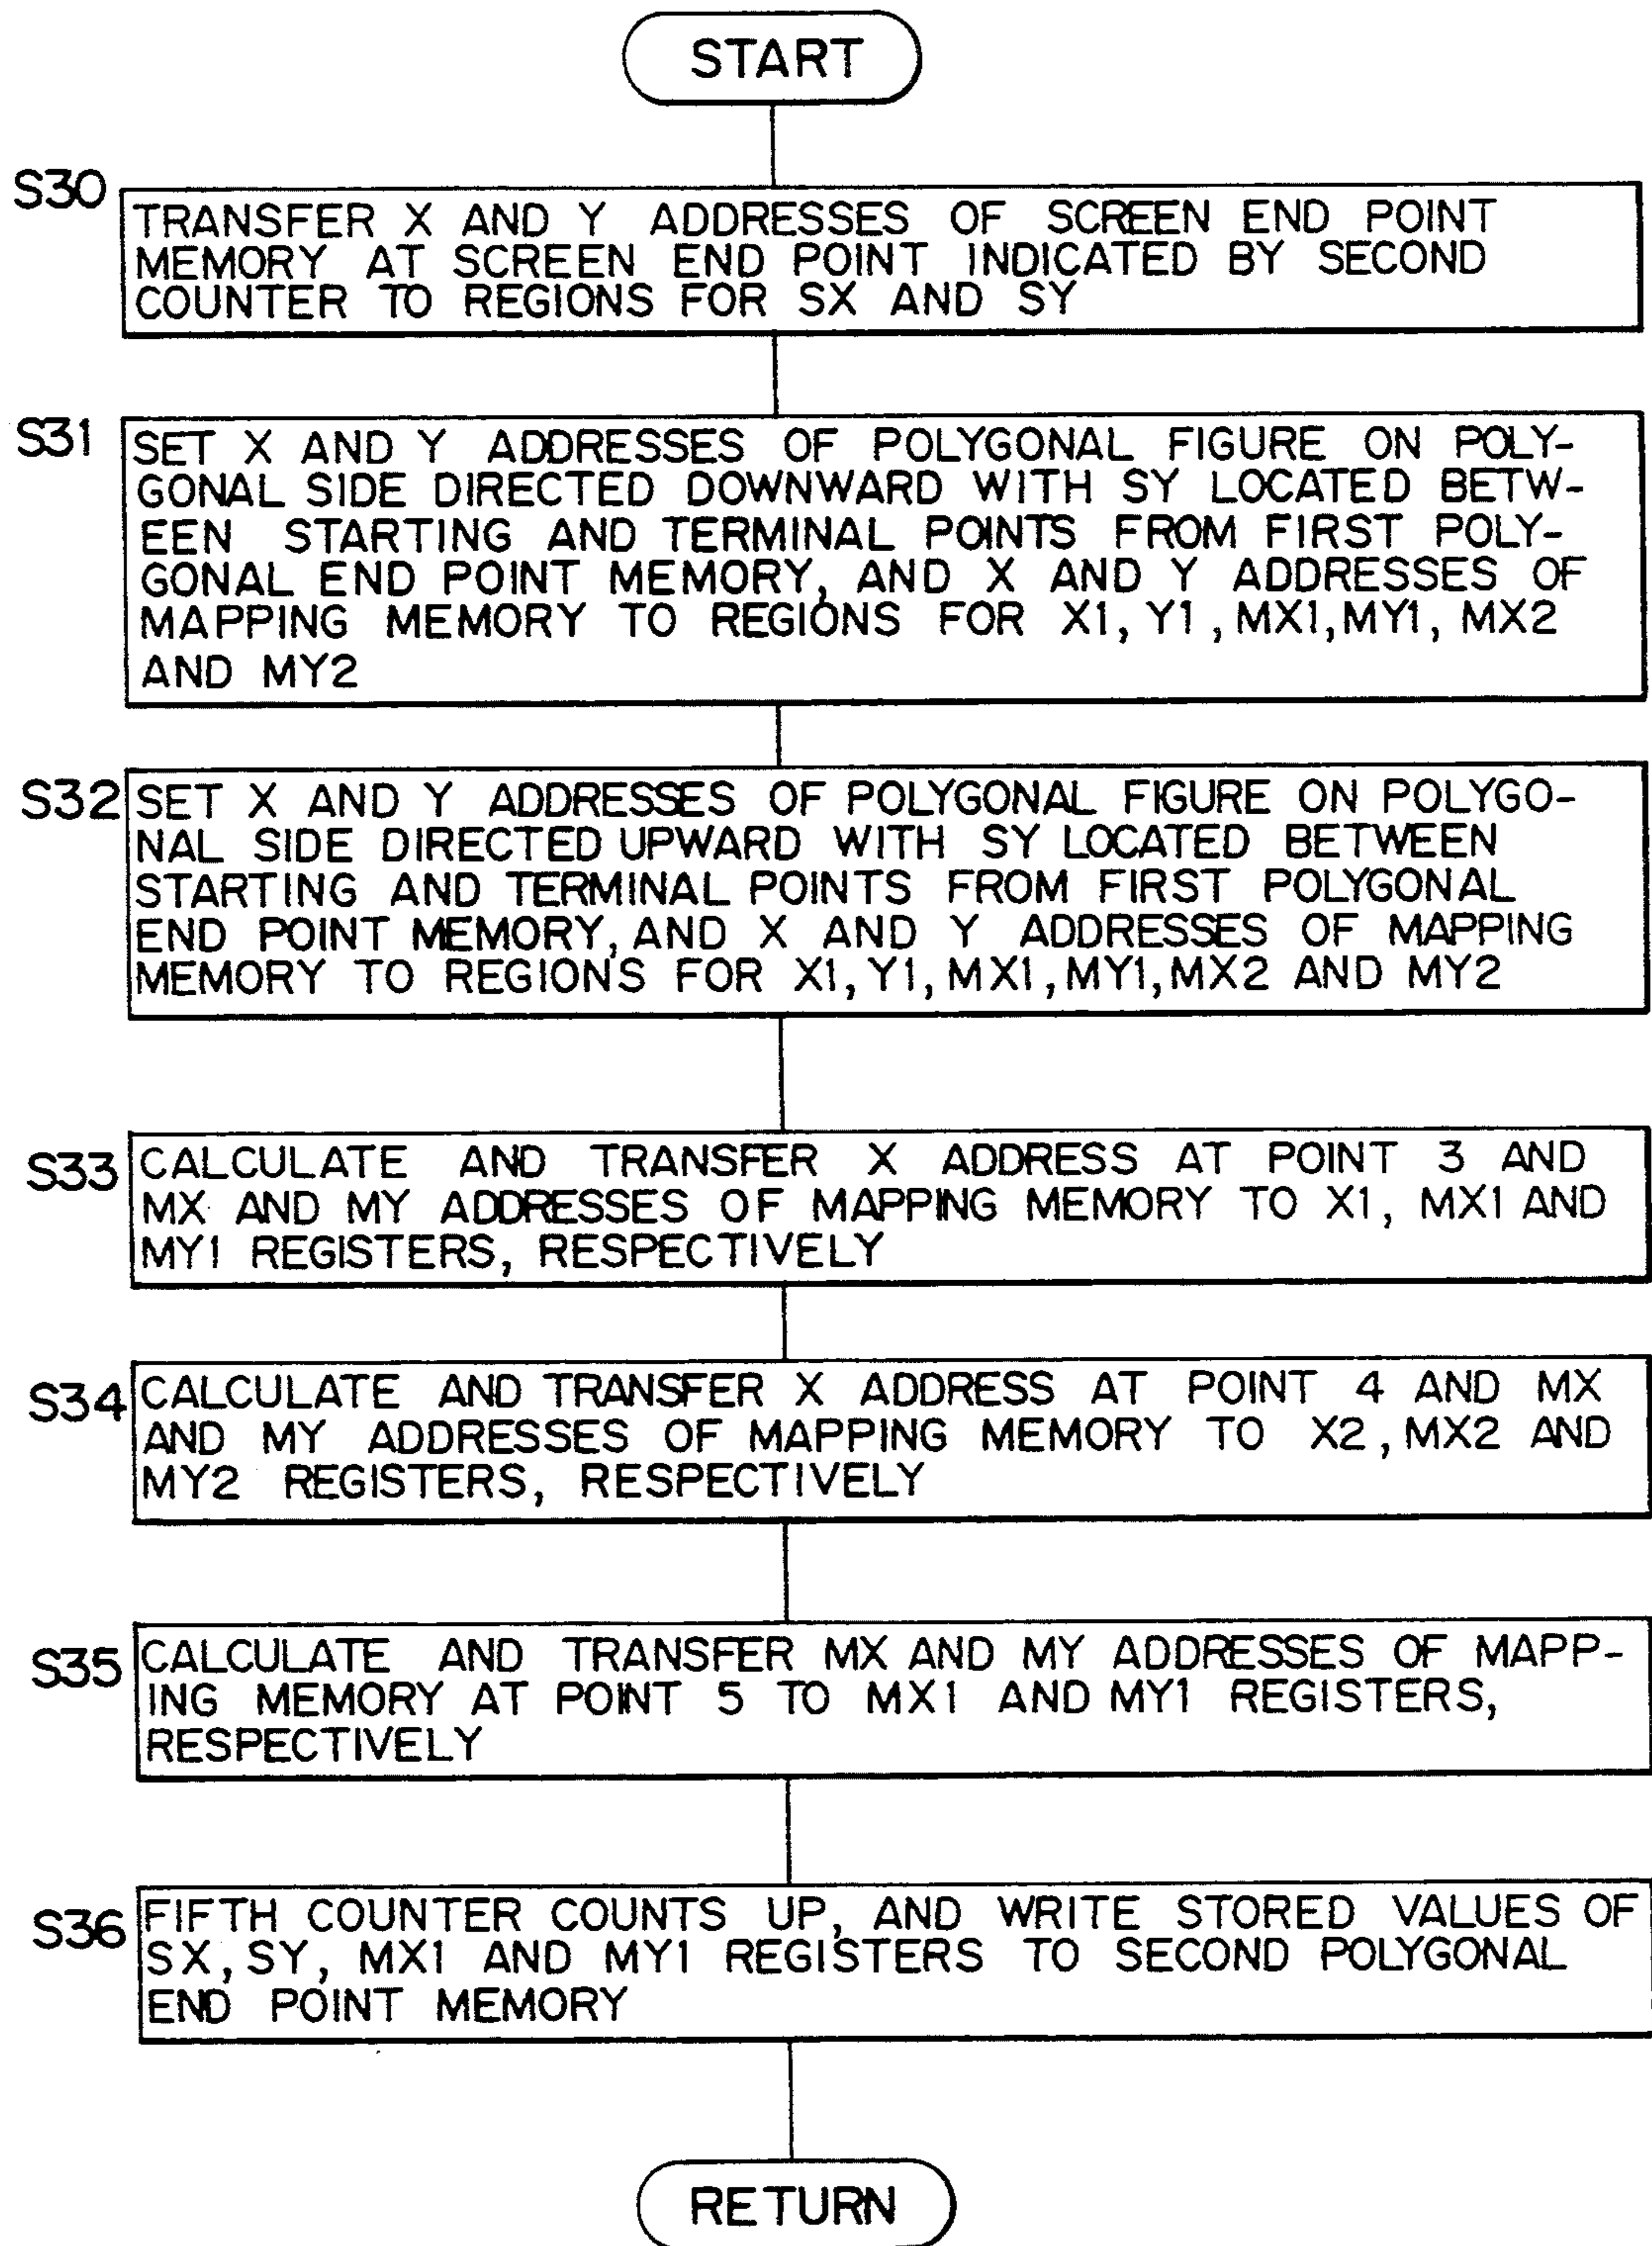 START
S30
TRANSFER X AND Y ADDRESSES OF SCREEN END POINT
MEMORY AT SCREEN END POINT INDICATED BY SECOND
COUNTER TO REGIONS FOR SX AND SY
S31
SET X AND Y ADDRESSES OF POLYGONAL FIGURE ON POLY-
GONAL SIDE DIRECTED DOWNWARD WITH SY LOCATED BETW-
EEN STARTING AND TERMINAL POINTS FROM FIRST POLY-
GONAL END POINT MEMORY, AND X AND Y ADDRESSES OF
MAPPING MEMORY TO REGIONS FOR X1, Y1, MX1, MY1, MX2
AND MY2
S32
SET X AND Y ADDRESSES OF POLYGONAL FIGURE ON POLYGO-
NAL SIDE DIRECTED UPWARD WITH SY LOCATED BETWEEN
STARTING AND TERMINAL POINTS FROM FIRST POLYGONAL
END POINT MEMORY, AND X AND Y ADDRESSES OF MAPPING
MEMORY TO REGIONS FOR X1, Y1, MX1, MY1, MX2 AND MY2
S33
CALCULATE AND TRANSFER X ADDRESS AT POINT 3 AND
MX AND MY ADDRESSES OF MAPPING MEMORY TO X1, MX1 AND
MY1 REGISTERS, RESPECTIVELY
S34
CALCULATE AND TRANSFER X ADDRESS AT POINT 4 AND MX
AND MY ADDRESSES OF MAPPING MEMORY TO X2, MX2 AND
MY2 REGISTERS, RESPECTIVELY
S35
CALCULATE AND TRANSFER MX AND MY ADDRESSES OF MAPP-
ING MEMORY AT POINT 5 TO MX1 AND MY1 REGISTERS,
RESPECTIVELY
S36
FIFTH COUNTER COUNTS UP, AND WRITE STORED VALUES OF
SX, SY, MX1 AND MY1 REGISTERS TO SECOND POLYGONAL
END POINT MEMORY
RETURN